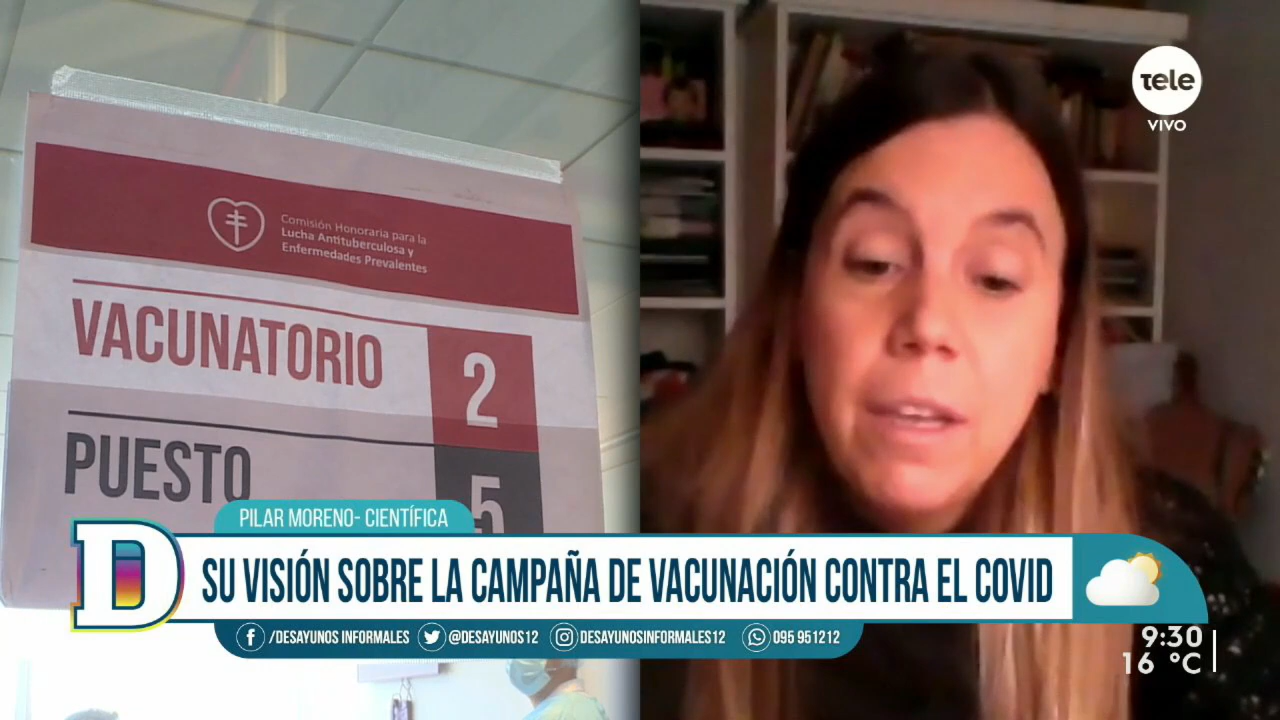 tele
VIVO
Comisión Honoraria para la
Lucha Antituberculosa y
Enfermedades Prevalentes
VACUNATORIO 2
PUESTO 5
PILAR MORENO- CIENTÍFICA
D
SU VISIÓN SOBRE LA CAMPAÑA DE VACUNACIÓN CONTRA EL COVID
/DESAYUNOS INFORMALES @DESAYUNOS12 DESAYUNOSINFORMALES12 095 951212
9:30
16 °C